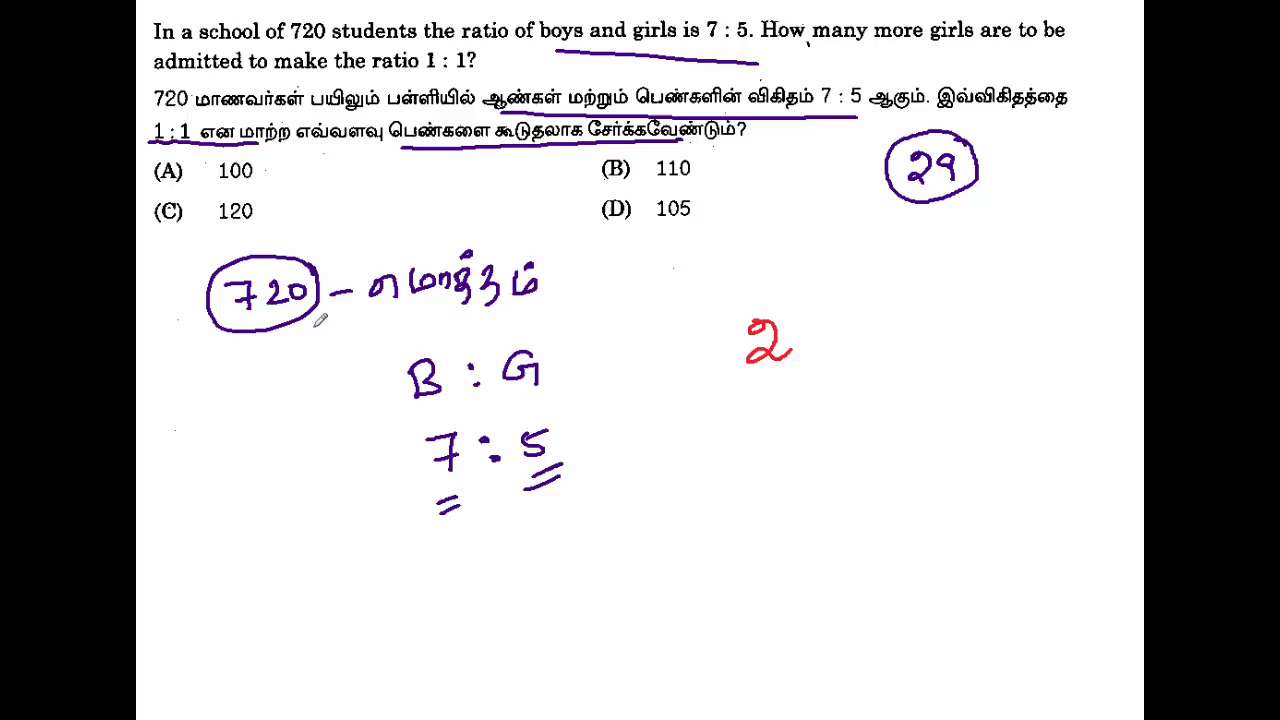 In a school of 720 students the ratio of boys and girls is 7 : 5. How many more girls are to be
admitted to make the ratio 1 : 1?
720 மாணவர்கள் பயிலும் பள்ளியில் ஆண்கள் மற்றும் பெண்களின் விகிதம் 7 : 5 ஆகும். இவ்விகிதத்தை
1 : 1 என மாற்ற எவ்வளவு பெண்களை கூடுதலாக சேர்க்கவேண்டும்?
(A) 100 (B) 110
(C) 120 (D) 105
29
720 - மொத்தம்
2
B : G
7 : 5